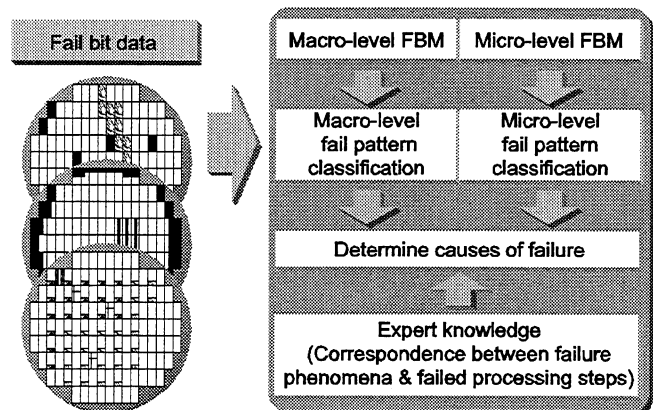 Fail bit data
Macro-level FBM
Micro-level FBM
Macro-level
fail pattern
classification
Micro-level
fail pattern
classification
Determine causes of failure
Expert knowledge
(Correspondence between failure
phenomena & failed processing steps)